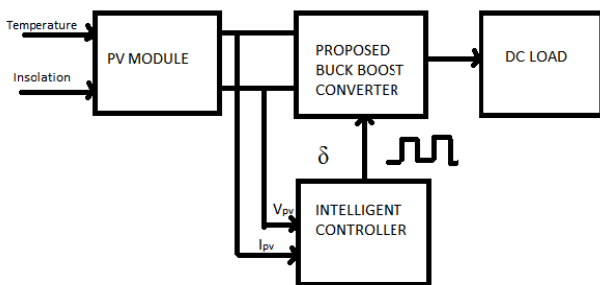 Temperature
Insolation
PV MODULE
PROPOSED
BUCK BOOST
CONVERTER
DC LOAD
δ
Vpv
Ipv
INTELLIGENT
CONTROLLER